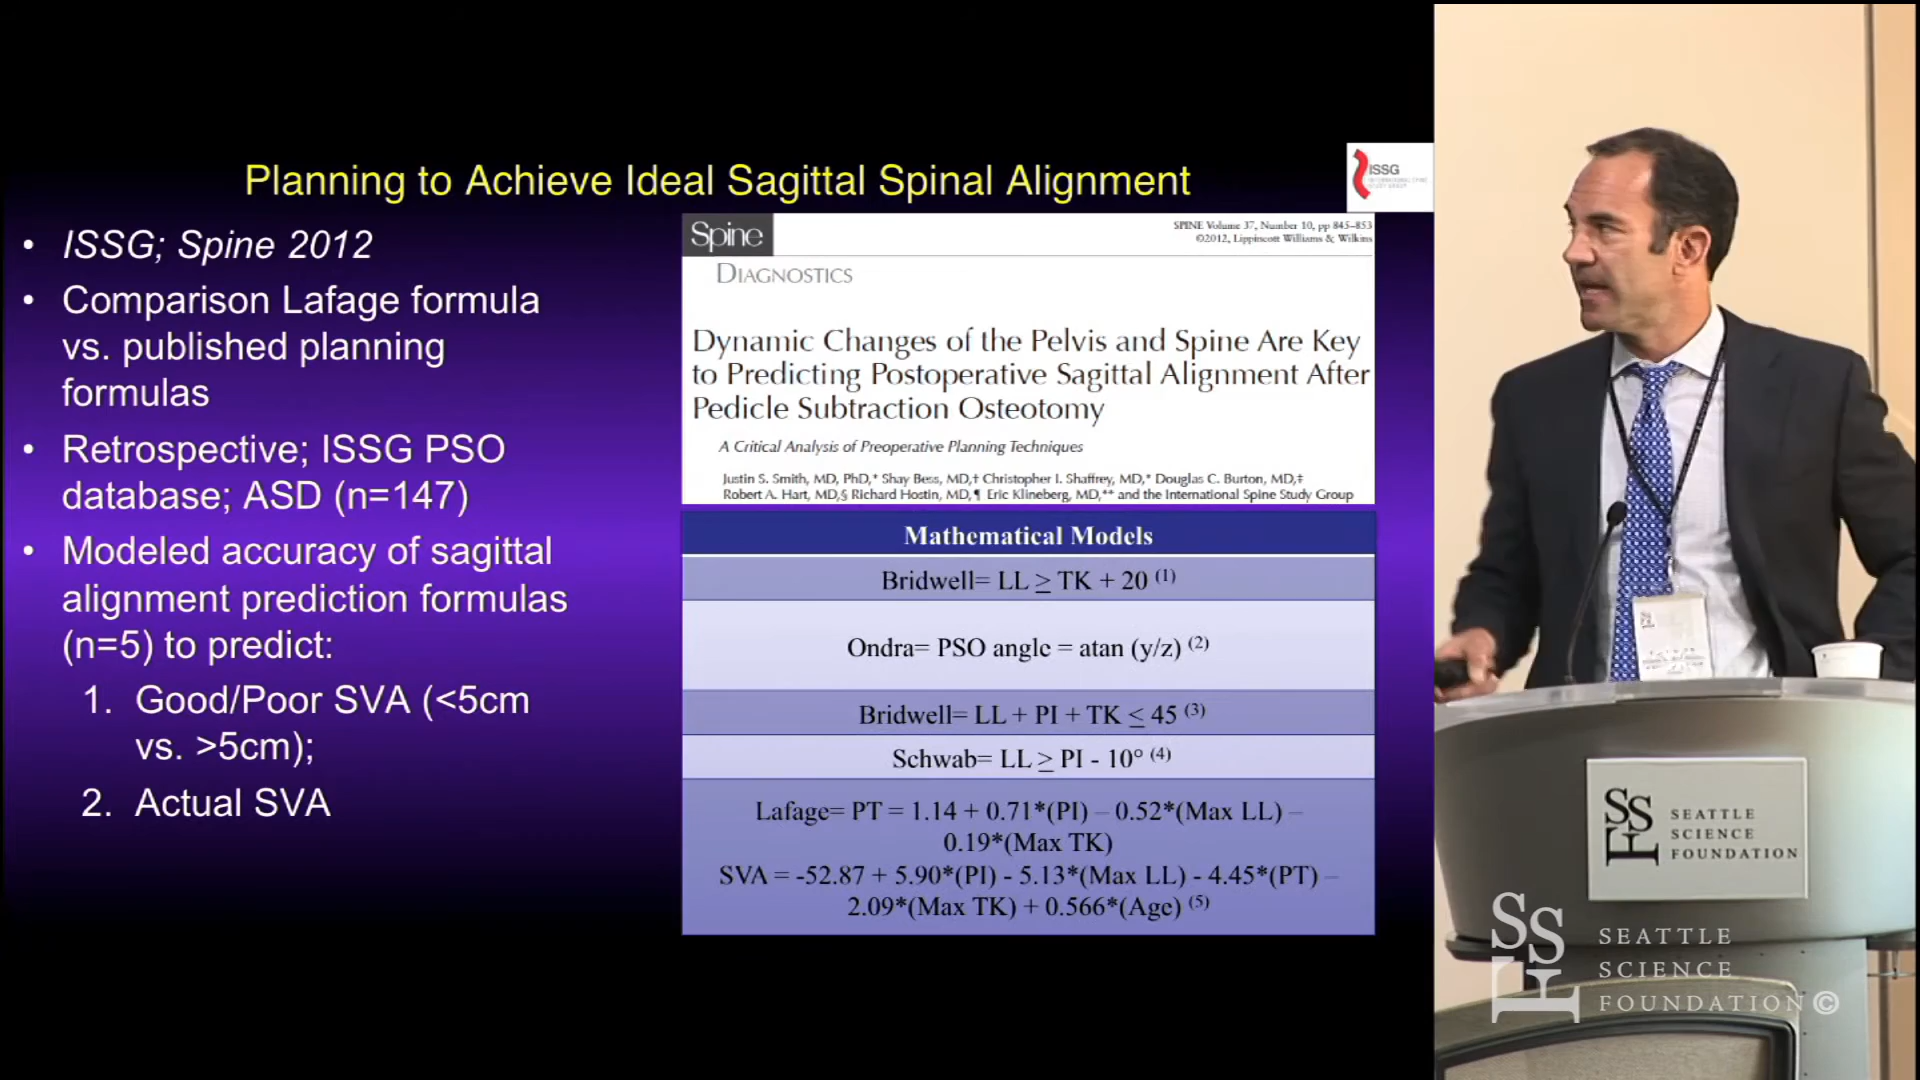 Planning to Achieve Ideal Sagittal Spinal Alignment
• ISSG; Spine 2012
• Comparison Lafage formula
vs. published planning
formulas
• Retrospective; ISSG PSO
database; ASD (n=147)
• Modeled accuracy of sagittal
alignment prediction formulas
(n=5) to predict:
1. Good/Poor SVA (<5cm
vs. >5cm);
2. Actual SVA
ISSG
Spine
SPINE Volume 37, Number 10, pp 845–853
©2012, Lippincott Williams & Wilkins
DIAGNOSTICS
Dynamic Changes of the Pelvis and Spine Are Key
to Predicting Postoperative Sagittal Alignment After
Pedicle Subtraction Osteotomy
A Critical Analysis of Preoperative Planning Techniques
Justin S. Smith, MD, PhD,* Shay Bess, MD,† Christopher I. Shaffrey, MD,* Douglas C. Burton, MD,‡
Robert A. Hart, MD,§ Richard Hostin, MD,¶ Eric Klineberg, MD,** and the International Spine Study Group
Mathematical Models
Bridwell= LL ≥ TK + 20 (1)
Ondra= PSO angle = atan (y/z) (2)
Bridwell= LL + PI + TK ≤ 45 (3)
Schwab= LL ≥ PI - 10° (4)
Lafage= PT = 1.14 + 0.71*(PI) – 0.52*(Max LL) –
0.19*(Max TK)
SVA = -52.87 + 5.90*(PI) - 5.13*(Max LL) - 4.45*(PT) –
2.09*(Max TK) + 0.566*(Age) (5)
SSF
SEATTLE
SCIENCE
FOUNDATION
SSF
SEATTLE
SCIENCE
FOUNDATION©